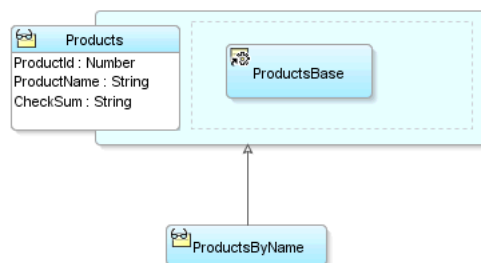 Products
ProductId : Number
ProductName : String
CheckSum : String
ProductsBase
ProductsByName